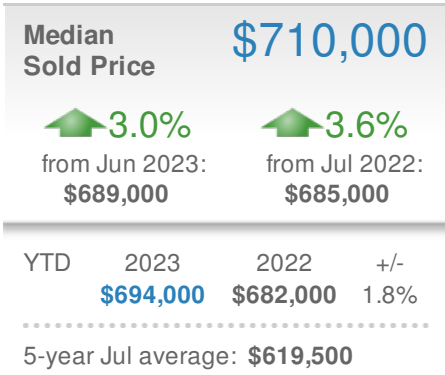 Median
Sold Price
$710,000
3.0%
from Jun 2023:
$689,000
3.6%
from Jul 2022:
$685,000
YTD 2023 2022 +/-
$694,000 $682,000 1.8%
5-year Jul average: $619,500